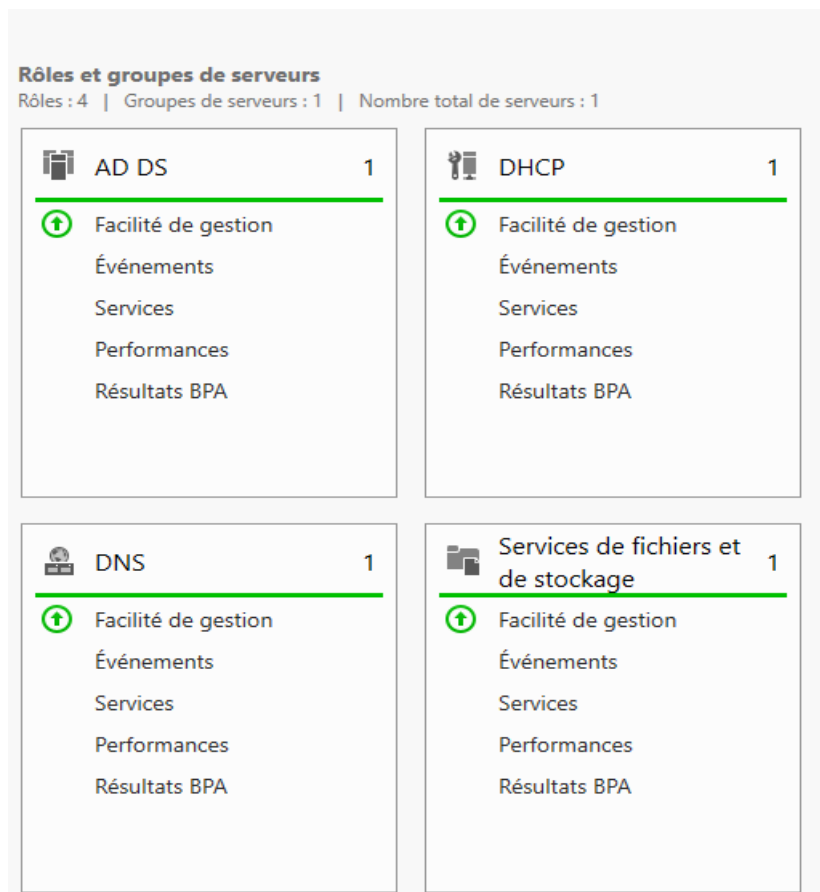 Rôles et groupes de serveurs
Rôles : 4 | Groupes de serveurs : 1 | Nombre total de serveurs : 1
AD DS 1
Facilité de gestion
Événements
Services
Performances
Résultats BPA
DHCP 1
Facilité de gestion
Événements
Services
Performances
Résultats BPA
DNS 1
Facilité de gestion
Événements
Services
Performances
Résultats BPA
Services de fichiers et
de stockage 1
Facilité de gestion
Événements
Services
Performances
Résultats BPA